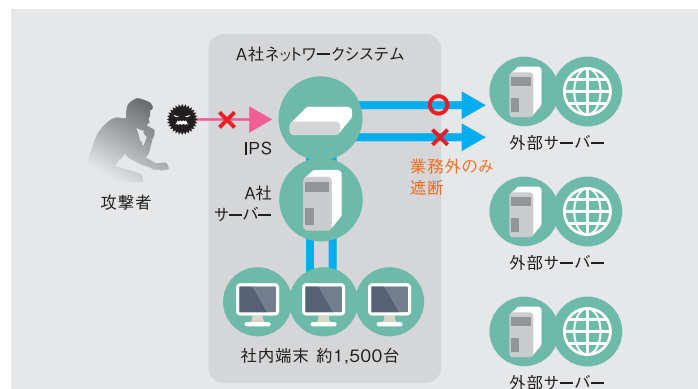 A社ネットワークシステム
攻撃者
IPS
A社
サーバー
社内端末 約1,500台
業務外のみ
遮断
外部サーバー
外部サーバー
外部サーバー